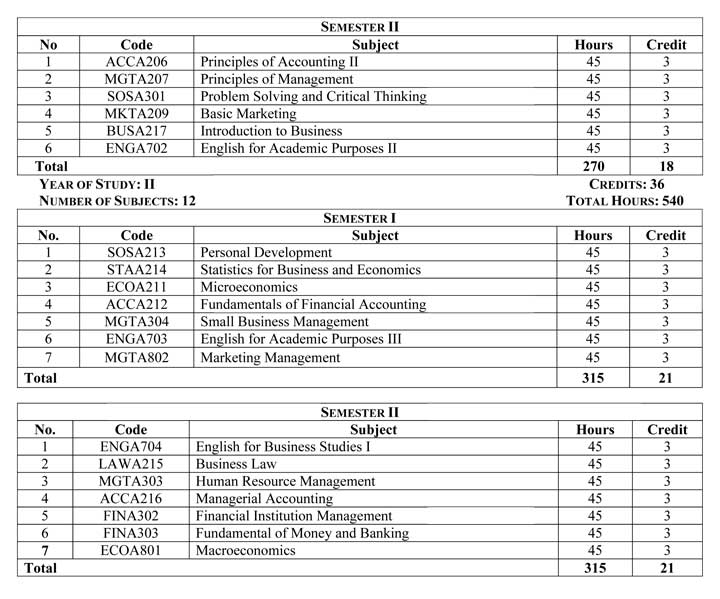 SEMESTER II
No Code Subject Hours Credit
1 ACCA206 Principles of Accounting II 45 3
2 MGTA207 Principles of Management 45 3
3 SOSA301 Problem Solving and Critical Thinking 45 3
4 MKTA209 Basic Marketing 45 3
5 BUSA217 Introduction to Business 45 3
6 ENGA702 English for Academic Purposes II 45 3
Total 270 18
YEAR OF STUDY: II CREDITS: 36
NUMBER OF SUBJECTS: 12 TOTAL HOURS: 540
SEMESTER I
No. Code Subject Hours Credit
1 SOSA213 Personal Development 45 3
2 STAA214 Statistics for Business and Economics 45 3
3 ECOA211 Microeconomics 45 3
4 ACCA212 Fundamentals of Financial Accounting 45 3
5 MGTA304 Small Business Management 45 3
6 ENGA703 English for Academic Purposes III 45 3
7 MGTA802 Marketing Management 45 3
Total 315 21
SEMESTER II
No. Code Subject Hours Credit
1 ENGA704 English for Business Studies I 45 3
2 LAWA215 Business Law 45 3
3 MGTA303 Human Resource Management 45 3
4 ACCA216 Managerial Accounting 45 3
5 FINA302 Financial Institution Management 45 3
6 FINA303 Fundamental of Money and Banking 45 3
7 ECOA801 Macroeconomics 45 3
Total 315 21